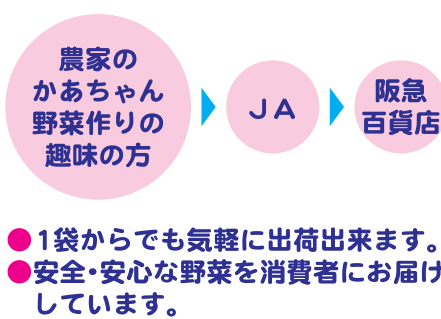 農家の
かあちゃん
野菜作りの
趣味の方
JA
阪急
百貨店
●1袋からでも気軽に出荷出来ます。
●安全・安心な野菜を消費者にお届け
しています。